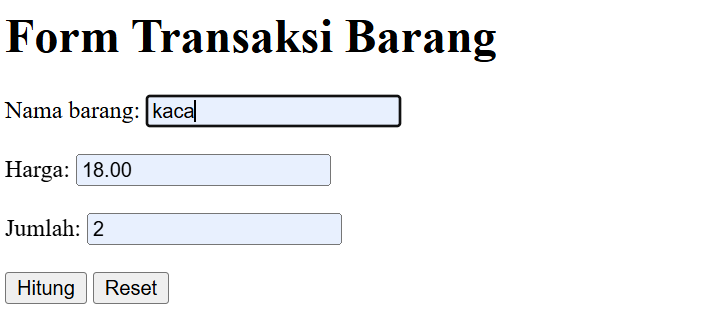 Form Transaksi Barang
Nama barang: kaca
Harga: 18.00
Jumlah: 2
Hitung Reset